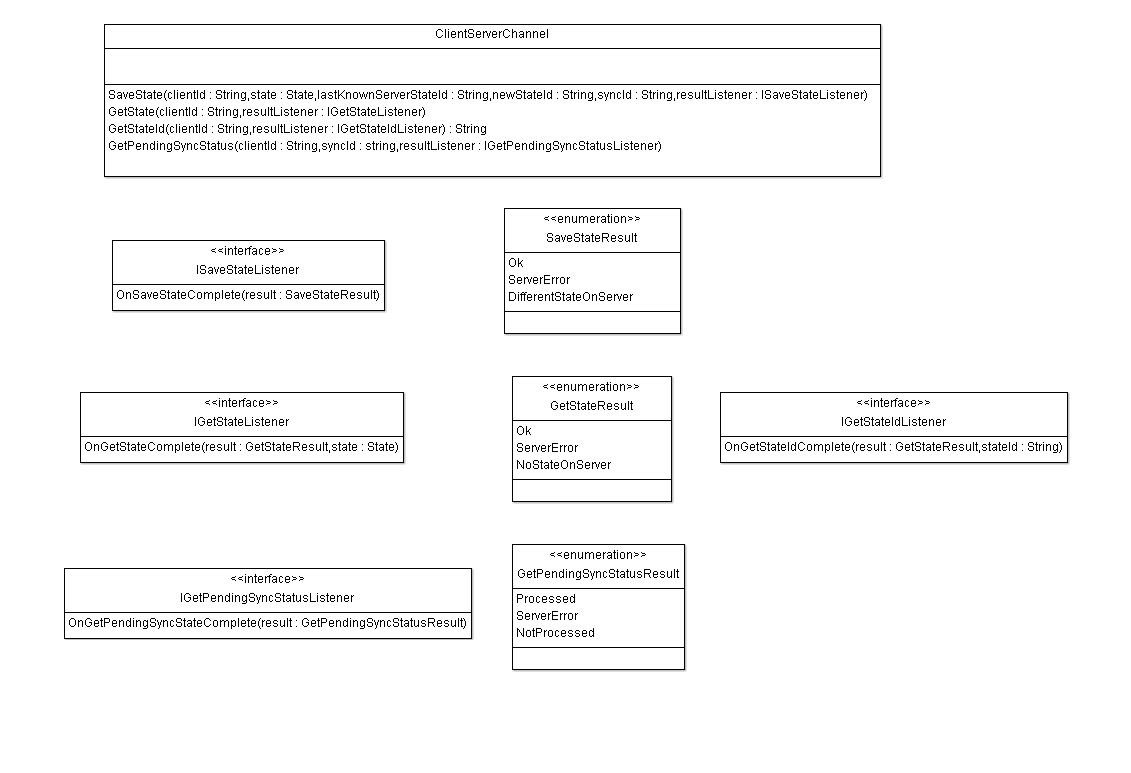 ClientServerChannel
SaveState(clientId : String,state : State,lastKnownServerStateId : String,newStateId : String,syncId : String,resultListener : ISaveStateListener)
GetState(clientId : String,resultListener : IGetStateListener)
GetStateId(clientId : String,resultListener : IGetStateIdListener) : String
GetPendingSyncStatus(clientId : String,syncId : string,resultListener : IGetPendingSyncStatusListener)
<<interface>>
ISaveStateListener
OnSaveStateComplete(result : SaveStateResult)
<<enumeration>>
SaveStateResult
Ok
ServerError
DifferentStateOnServer
<<interface>>
IGetStateListener
OnGetStateComplete(result : GetStateResult,state : State)
<<enumeration>>
GetStateResult
Ok
ServerError
NoStateOnServer
<<interface>>
IGetStateIdListener
OnGetStateIdComplete(result : GetStateResult,stateId : String)
<<interface>>
IGetPendingSyncStatusListener
OnGetPendingSyncStateComplete(result : GetPendingSyncStatusResult)
<<enumeration>>
GetPendingSyncStatusResult
Processed
ServerError
NotProcessed